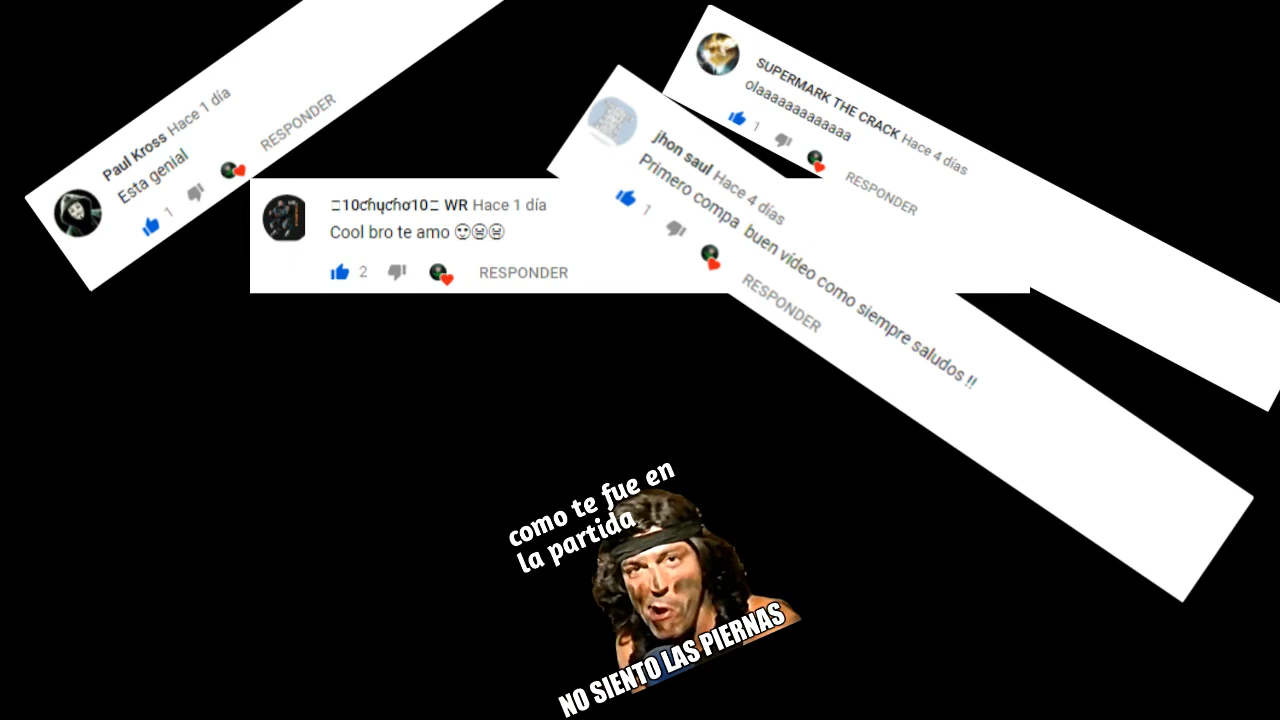 Paul Kross Hace 1 día
Esta genial
1
RESPONDER
SUPERMARK THE CRACK Hace 4 días
olaaaaaaaaaaaaa
1
RESPONDER
jhon saul Hace 4 días
Primero compa buen video como siempre saludos !!
1
RESPONDER
WR Hace 1 día
Cool bro te amo
2
RESPONDER
como te fue en
la partida
NO SIENTO LAS PIERNAS